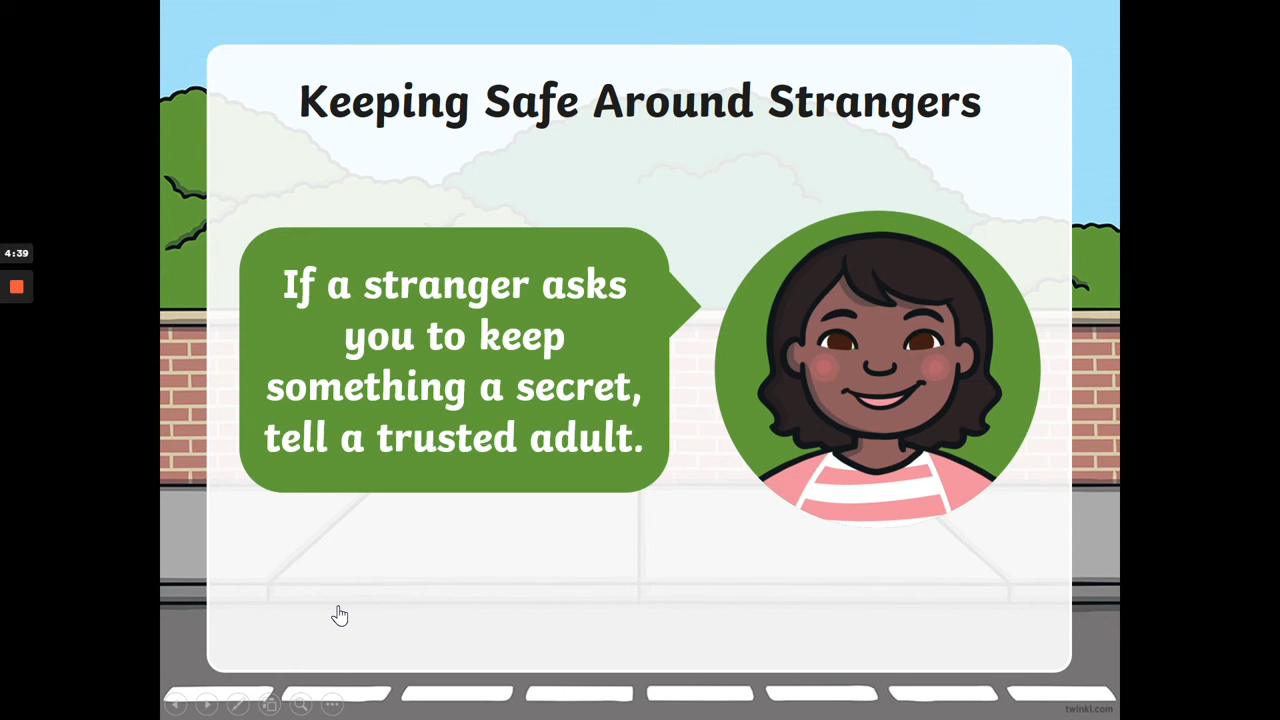 Keeping Safe Around Strangers
4:39
If a stranger asks
you to keep
something a secret,
tell a trusted adult.
twinkl.com